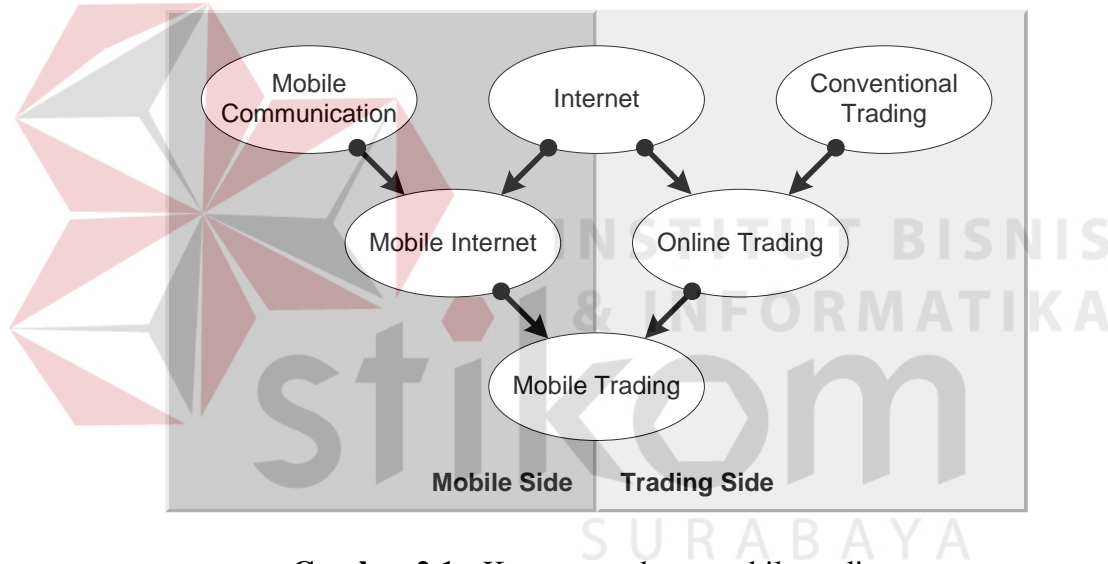 Mobile
Communication
Internet
Conventional
Trading
Mobile Internet
Online Trading
INSTITUT BISNIS
& INFORMATIKA
stikom
Mobile Trading
Mobile Side
Trading Side
SURABAYA